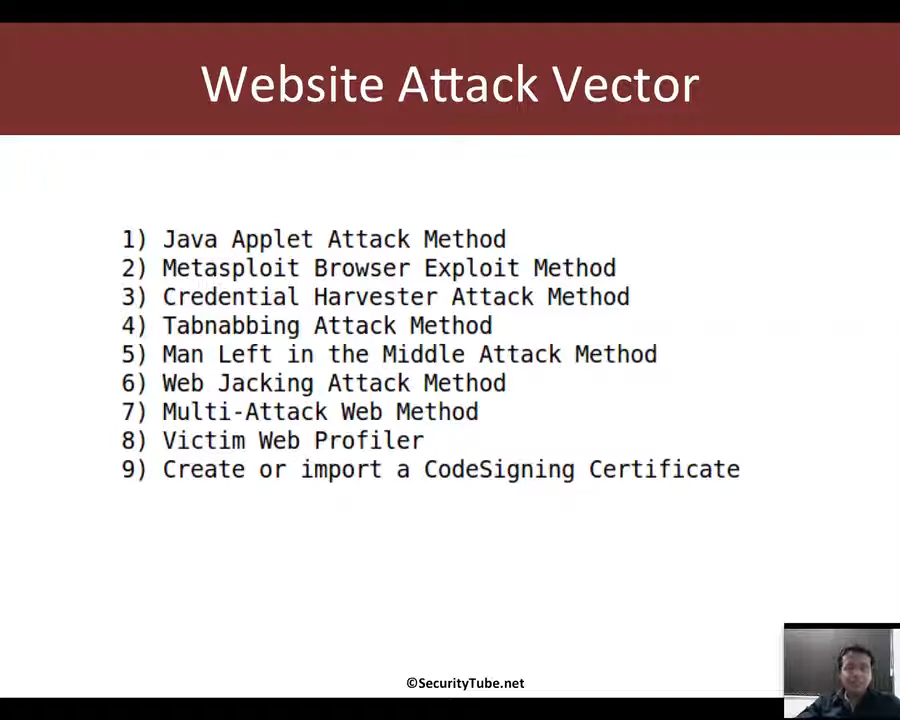 Website Attack Vector
1) Java Applet Attack Method
2) Metasploit Browser Exploit Method
3) Credential Harvester Attack Method
4) Tabnabbing Attack Method
5) Man Left in the Middle Attack Method
6) Web Jacking Attack Method
7) Multi-Attack Web Method
8) Victim Web Profiler
9) Create or import a CodeSigning Certificate
©SecurityTube.net